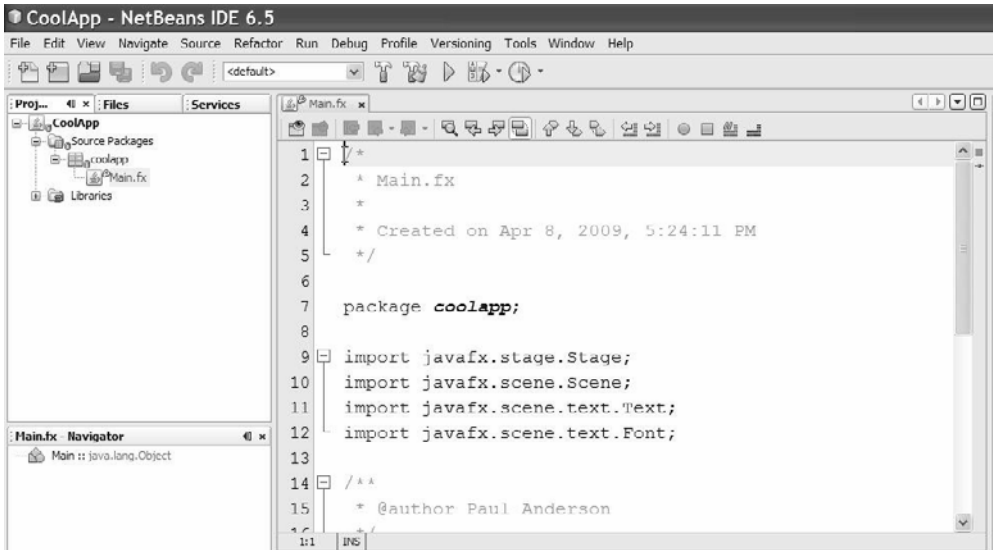 CoolApp - NetBeans IDE 6.5
File Edit View Navigate Source Refactor Run Debug Profile Versioning Tools Window Help
<default>
Proj... Files Services
CoolApp
Source Packages
coolapp
Main.fx
Libraries
Main.fx - Navigator
Main :: java.lang.Object
Main.fx
1 /*
2 * Main.fx
3 *
4 * Created on Apr 8, 2009, 5:24:11 PM
5 */
6
7 package coolapp;
8
9 import javafx.stage.Stage;
10 import javafx.scene.Scene;
11 import javafx.scene.text.Text;
12 import javafx.scene.text.Font;
13
14 /**
15 * @author Paul Anderson
16 */
1:1 INS